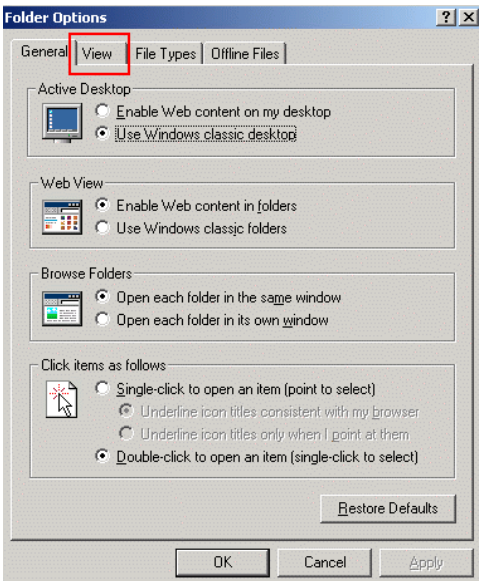 Folder Options
General View File Types Offline Files
Active Desktop
Enable Web content on my desktop
Use Windows classic desktop
Web View
Enable Web content in folders
Use Windows classic folders
Browse Folders
Open each folder in the same window
Open each folder in its own window
Click items as follows
Single-click to open an item (point to select)
Underline icon titles consistent with my browser
Underline icon titles only when I point at them
Double-click to open an item (single-click to select)
Restore Defaults
OK Cancel Apply